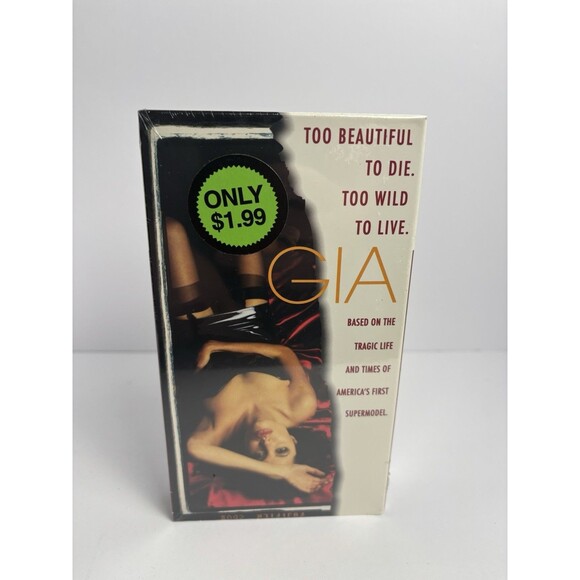 TOO BEAUTIFUL
TO DIE.
TOO WILD
TO LIVE.
ONLY
$1.99
GIA
BASED ON THE
TRAGIC LIFE
AND TIMES OF
AMERICA'S FIRST
SUPERMODEL.